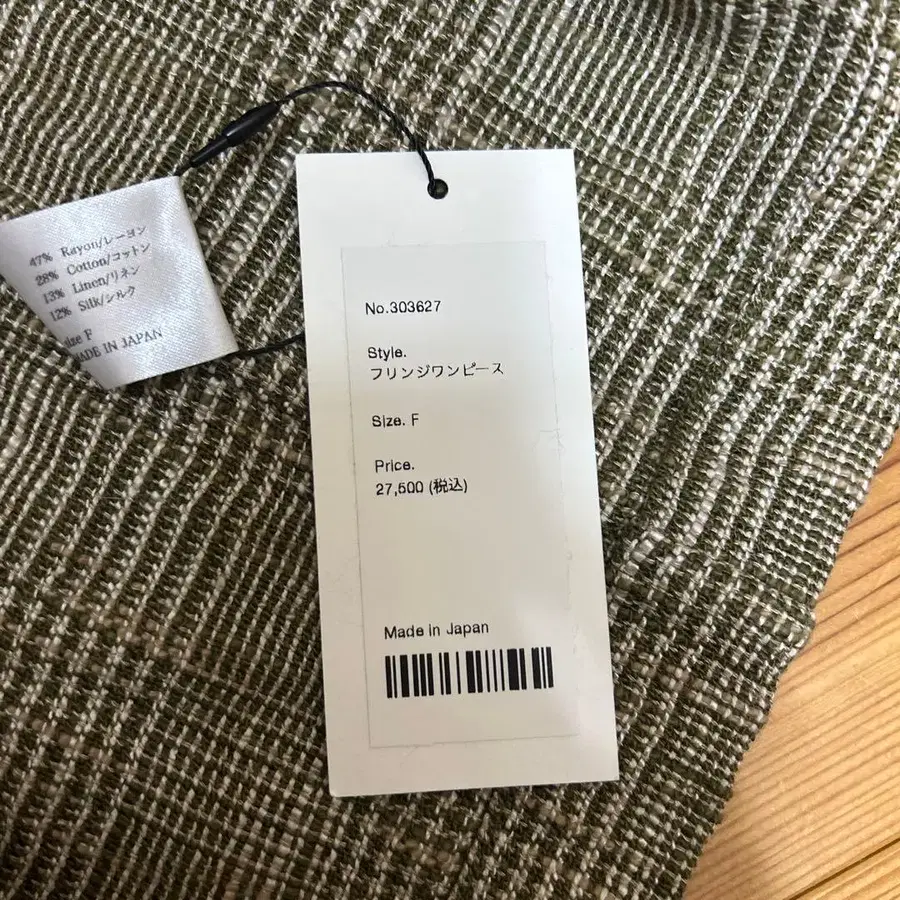 47% Rayon/レーヨン
28% Cotton/コットン
13% Linen/リネン
12% Silk/シルク
Size F
MADE IN JAPAN
No.303627
Style.
フリンジワンピース
Size. F
Price.
27,500 (税込)
Made in Japan